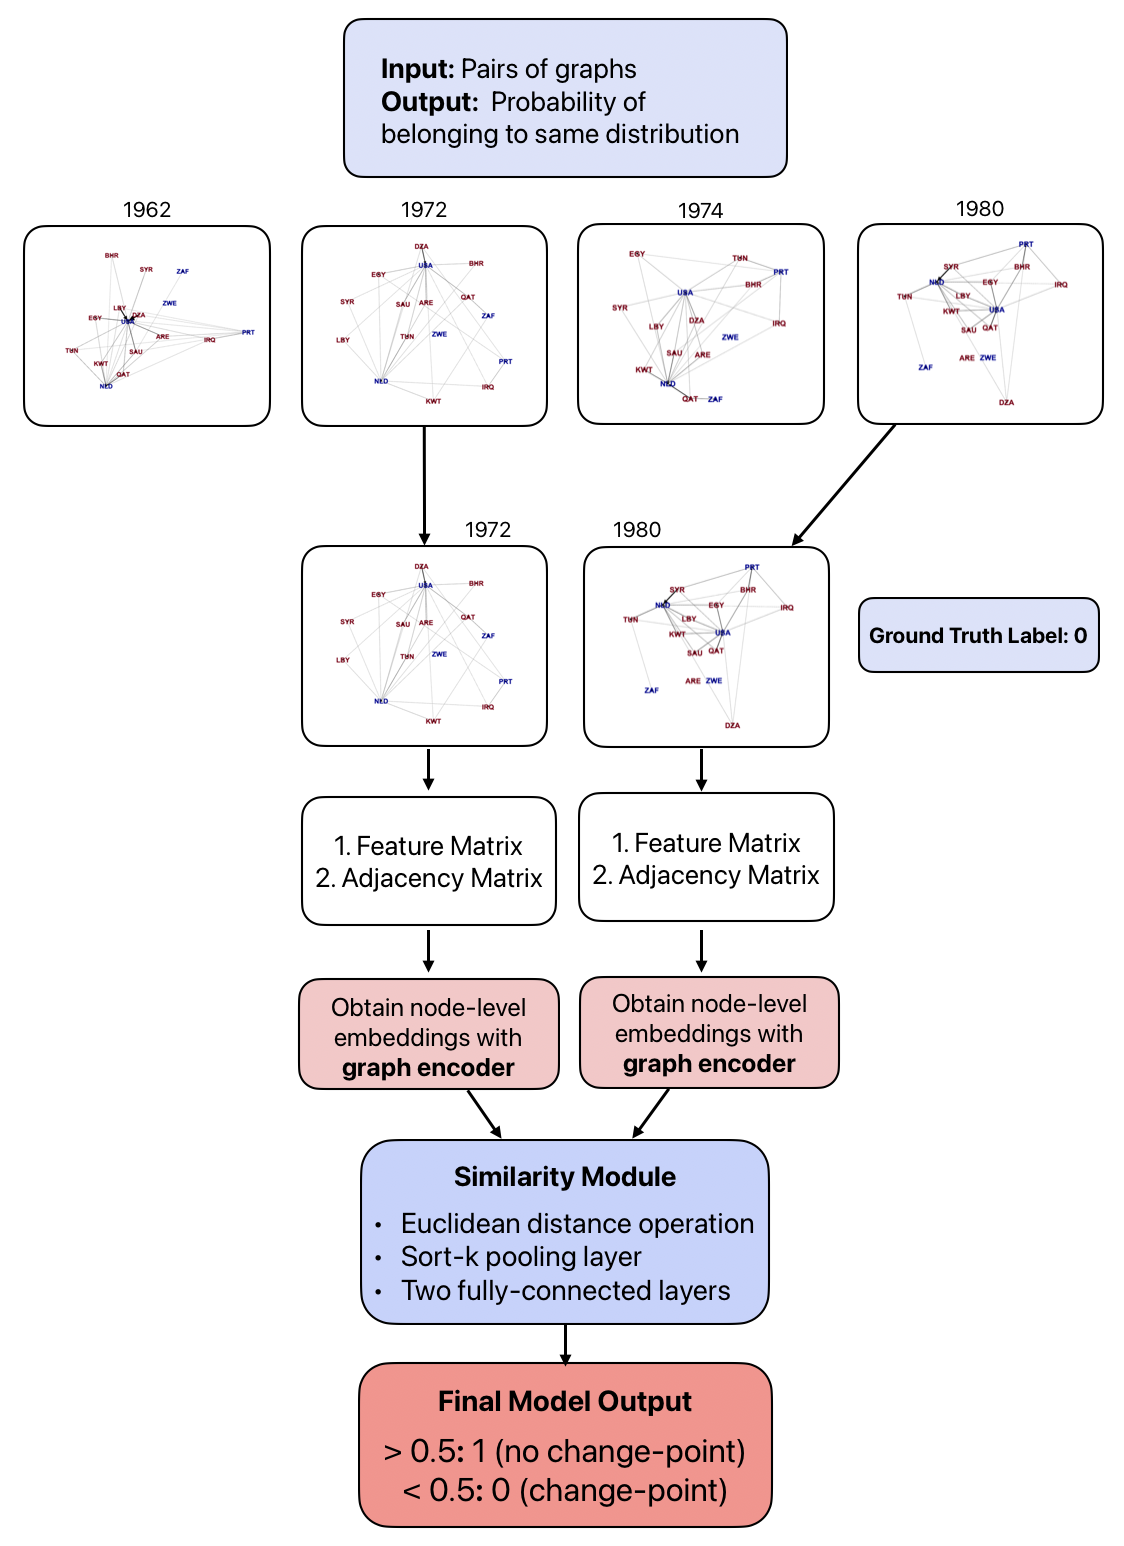 Input: Pairs of graphs
Output: Probability of
belonging to same distribution
1962
1972
1974
1980
BHR
SYR
ZAF
ZWE
LBY
DZA
EGY
USA
PRT
ARE
IRQ
TUN
SAU
KWT
QAT
NLD
DZA
USA
BHR
EGY
QAT
SYR
SAU
ARE
ZAF
LBY
TUN
ZWE
PRT
NLD
IRQ
KWT
EGY
TUN
PRT
BHR
USA
SYR
DZA
IRQ
LBY
ZWE
SAU
ARE
KWT
NLD
QAT
ZAF
PRT
SYR
BHR
NLD
EGY
IRQ
TUN
LBY
KWT
USA
SAU
QAT
ARE
ZWE
ZAF
DZA
1972
1980
DZA
USA
BHR
EGY
QAT
SYR
SAU
ARE
ZAF
LBY
TUN
ZWE
PRT
NLD
IRQ
KWT
PRT
SYR
BHR
NLD
EGY
IRQ
TUN
LBY
KWT
USA
SAU
QAT
ARE
ZWE
ZAF
DZA
Ground Truth Label: 0
1. Feature Matrix
2. Adjacency Matrix
1. Feature Matrix
2. Adjacency Matrix
Obtain node-level
embeddings with
graph encoder
Obtain node-level
embeddings with
graph encoder
Similarity Module
• Euclidean distance operation
• Sort-k pooling layer
• Two fully-connected layers
Final Model Output
> 0.5: 1 (no change-point)
< 0.5: 0 (change-point)